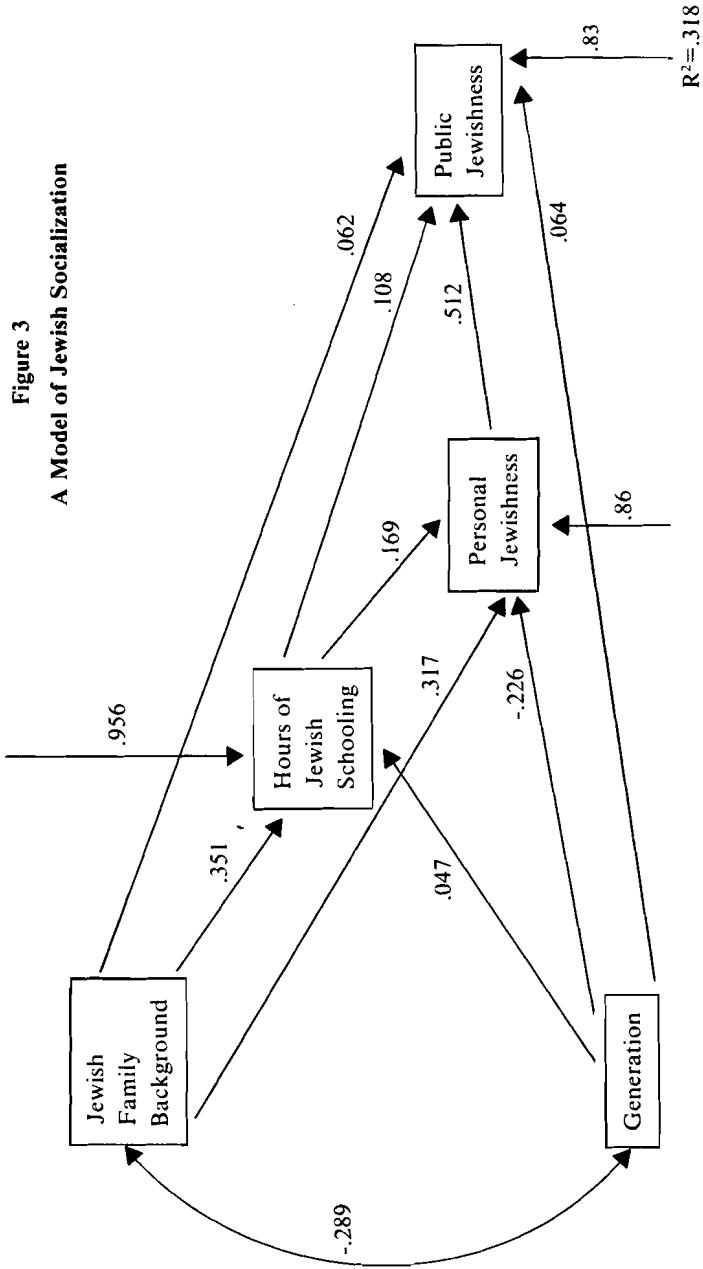 Figure 3
A Model of Jewish Socialization
Jewish
Family
Background
Hours of
Jewish
Schooling
Personal
Jewishness
Public
Jewishness
Generation
.956
.062
.108
.351
.169
.512
.317
-.289
.047
-.226
.064
.86
.83
R²=.318